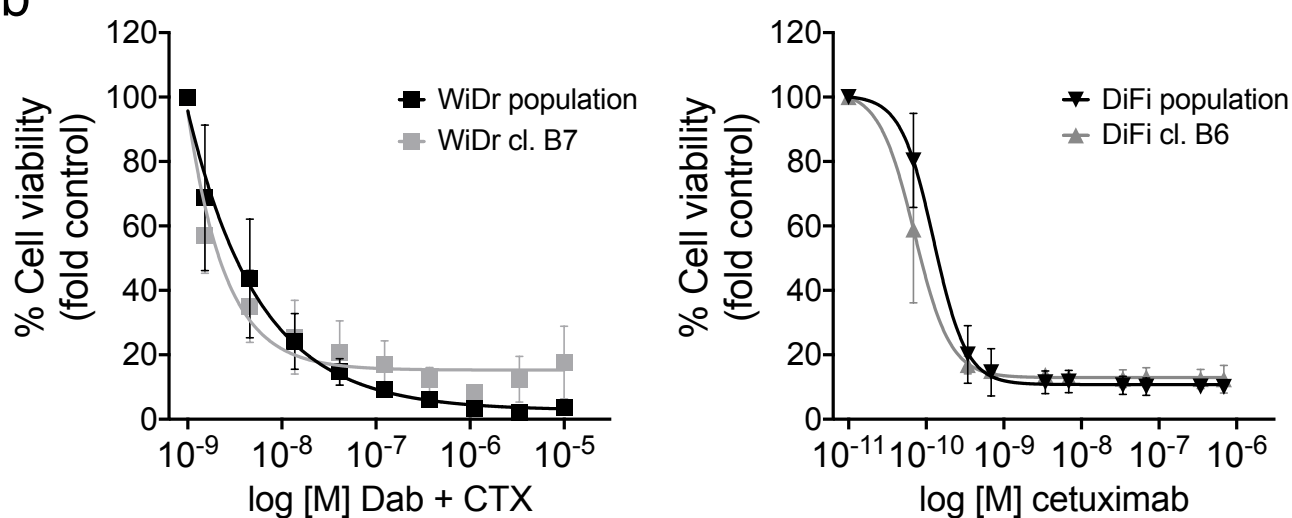 b
120
100
80
60
40
20
0
% Cell viability
(fold control)
WiDr population
WiDr cl. B7
10⁻⁹ 10⁻⁸ 10⁻⁷ 10⁻⁶ 10⁻⁵
log [M] Dab + CTX
120
100
80
60
40
20
0
% Cell viability
(fold control)
DiFi population
DiFi cl. B6
10⁻¹¹ 10⁻¹⁰ 10⁻⁹ 10⁻⁸ 10⁻⁷ 10⁻⁶
log [M] cetuximab